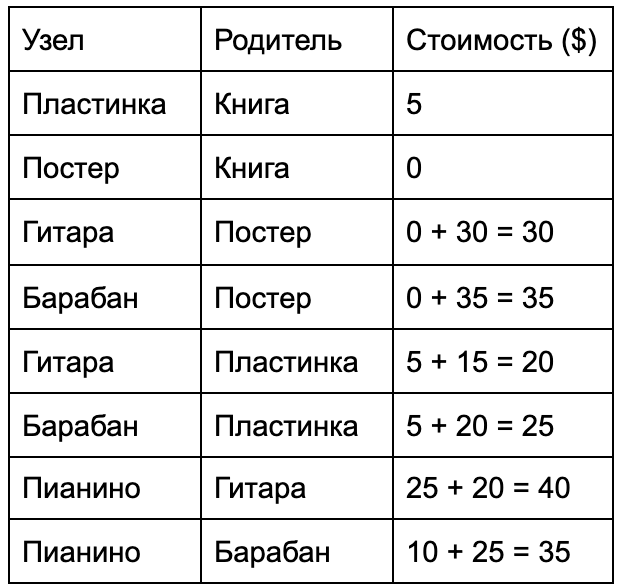 Узел Родитель Стоимость ($)
Пластинка Книга 5
Постер Книга 0
Гитара Постер 0 + 30 = 30
Барабан Постер 0 + 35 = 35
Гитара Пластинка 5 + 15 = 20
Барабан Пластинка 5 + 20 = 25
Пианино Гитара 25 + 20 = 40
Пианино Барабан 10 + 25 = 35